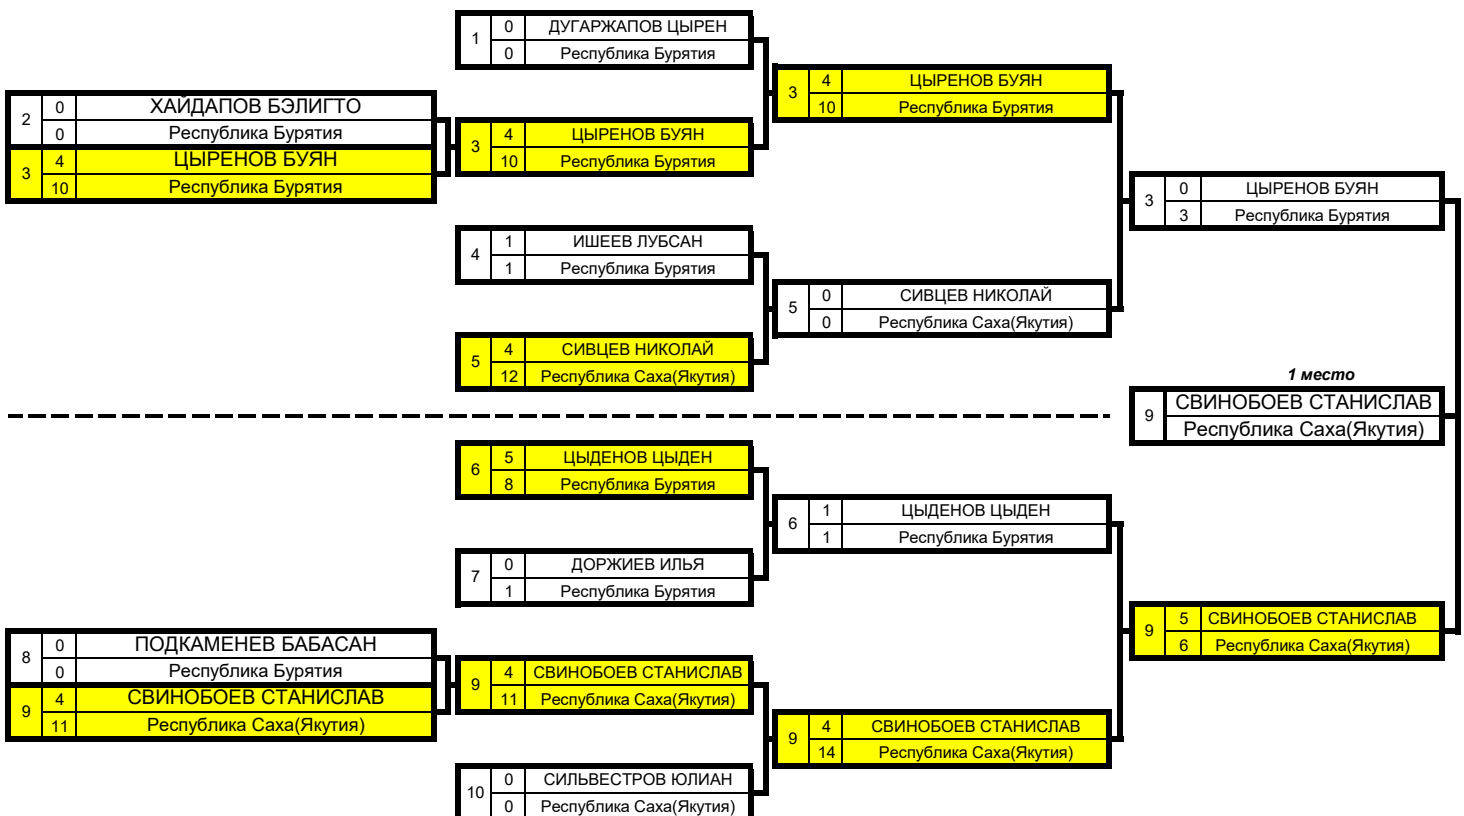 1 0 ДУГАРЖАПОВ ЦЫРЕН
0 Республика Бурятия
3 4 ЦЫРЕНОВ БУЯН
10 Республика Бурятия
2 0 ХАЙДАПОВ БЭЛИГТО
0 Республика Бурятия
3 4 ЦЫРЕНОВ БУЯН
10 Республика Бурятия
3 4 ЦЫРЕНОВ БУЯН
10 Республика Бурятия
3 0 ЦЫРЕНОВ БУЯН
3 Республика Бурятия
4 1 ИШЕЕВ ЛУБСАН
1 Республика Бурятия
5 0 СИВЦЕВ НИКОЛАЙ
0 Республика Саха(Якутия)
5 4 СИВЦЕВ НИКОЛАЙ
12 Республика Саха(Якутия)
1 место
9 СВИНОБОЕВ СТАНИСЛАВ
Республика Саха(Якутия)
6 5 ЦЫДЕНОВ ЦЫДЕН
8 Республика Бурятия
6 1 ЦЫДЕНОВ ЦЫДЕН
1 Республика Бурятия
7 0 ДОРЖИЕВ ИЛЬЯ
1 Республика Бурятия
9 5 СВИНОБОЕВ СТАНИСЛАВ
6 Республика Саха(Якутия)
8 0 ПОДКАМЕНЕВ БАБАСАН
0 Республика Бурятия
9 4 СВИНОБОЕВ СТАНИСЛАВ
11 Республика Саха(Якутия)
9 4 СВИНОБОЕВ СТАНИСЛАВ
11 Республика Саха(Якутия)
9 4 СВИНОБОЕВ СТАНИСЛАВ
14 Республика Саха(Якутия)
10 0 СИЛЬВЕСТРОВ ЮЛИАН
0 Республика Саха(Якутия)